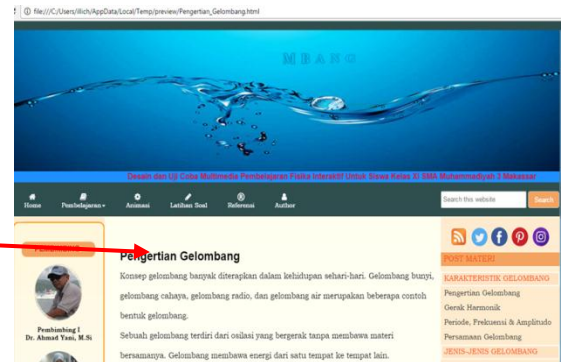 file:///C:/Users/Ilich/AppData/Local/Temp/preview/Pengertian_Gelombang.html
M B A N G
Desain dan Uji Coba Multimedia Pembelajaran Fisika Interaktif Untuk Siswa Kelas XI SMA Muhammadiyah 3 Makassar
Home Pembelajaran Animasi Latihan Soal Referensi Author
Search this website Search
Pengertian Gelombang
Konsep gelombang banyak diterapkan dalam kehidupan sehari-hari. Gelombang bunyi,
gelombang cahaya, gelombang radio, dan gelombang air merupakan beberapa contoh
bentuk gelombang.
Sebuah gelombang terdiri dari osilasi yang bergerak tanpa membawa materi
bersamanya. Gelombang membawa energi dari satu tempat ke tempat lain.
Pembimbing I
Dr. Ahmad Yani, M.Si
POST MATERI
KARAKTERISTIK GELOMBANG
Pengertian Gelombang
Gerak Harmonik
Periode, Frekuensi & Amplitudo
Persamaan Gelombang
JENIS-JENIS GELOMBANG